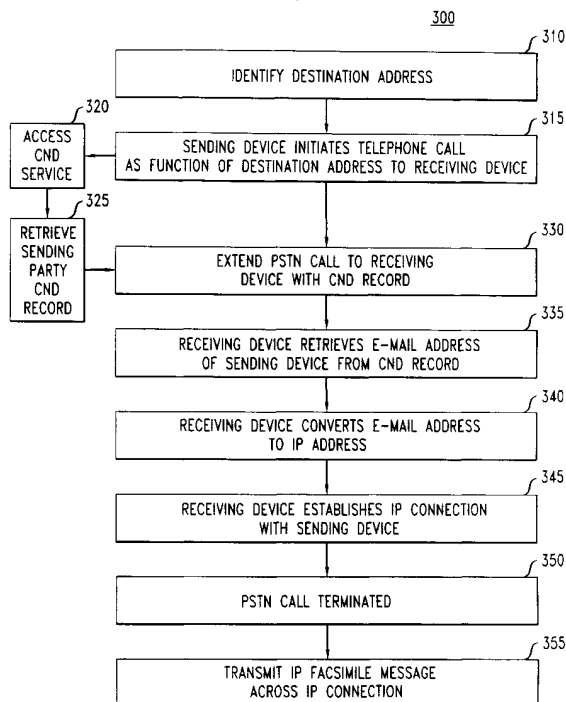 300
310
IDENTIFY DESTINATION ADDRESS
320
ACCESS
CND
SERVICE
315
SENDING DEVICE INITIATES TELEPHONE CALL
AS FUNCTION OF DESTINATION ADDRESS TO RECEIVING DEVICE
325
RETRIEVE
SENDING
PARTY
CND
RECORD
330
EXTEND PSTN CALL TO RECEIVING
DEVICE WITH CND RECORD
335
RECEIVING DEVICE RETRIEVES E-MAIL ADDRESS
OF SENDING DEVICE FROM CND RECORD
340
RECEIVING DEVICE CONVERTS E-MAIL ADDRESS
TO IP ADDRESS
345
RECEIVING DEVICE ESTABLISHES IP CONNECTION
WITH SENDING DEVICE
350
PSTN CALL TERMINATED
355
TRANSMIT IP FACSIMILE MESSAGE
ACROSS IP CONNECTION